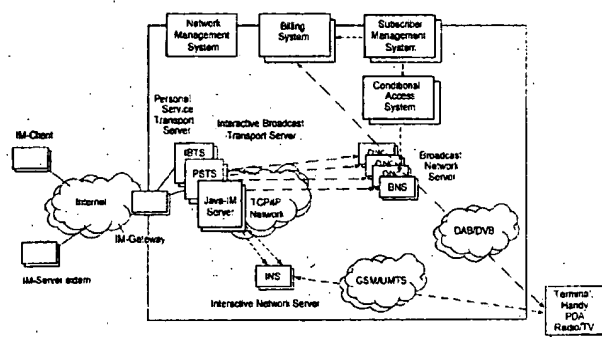 Network
Management
System
Billing
System
Subscriber
Management
System
Conditional
Access
System
Personal
Service
Transport
Server
Interactive Broadcast
Transport Server
IM-Client
IBTS
PSTS
Java-IM
Server
TCP/IP
Network
BNS
Broadcast
Network
Server
Internet
IM-Gateway
IM-Server extern
DAB/DVB
INS
GSM/UMTS
Interactive Network Server
Terminal,
Handy
PDA
Radio/TV